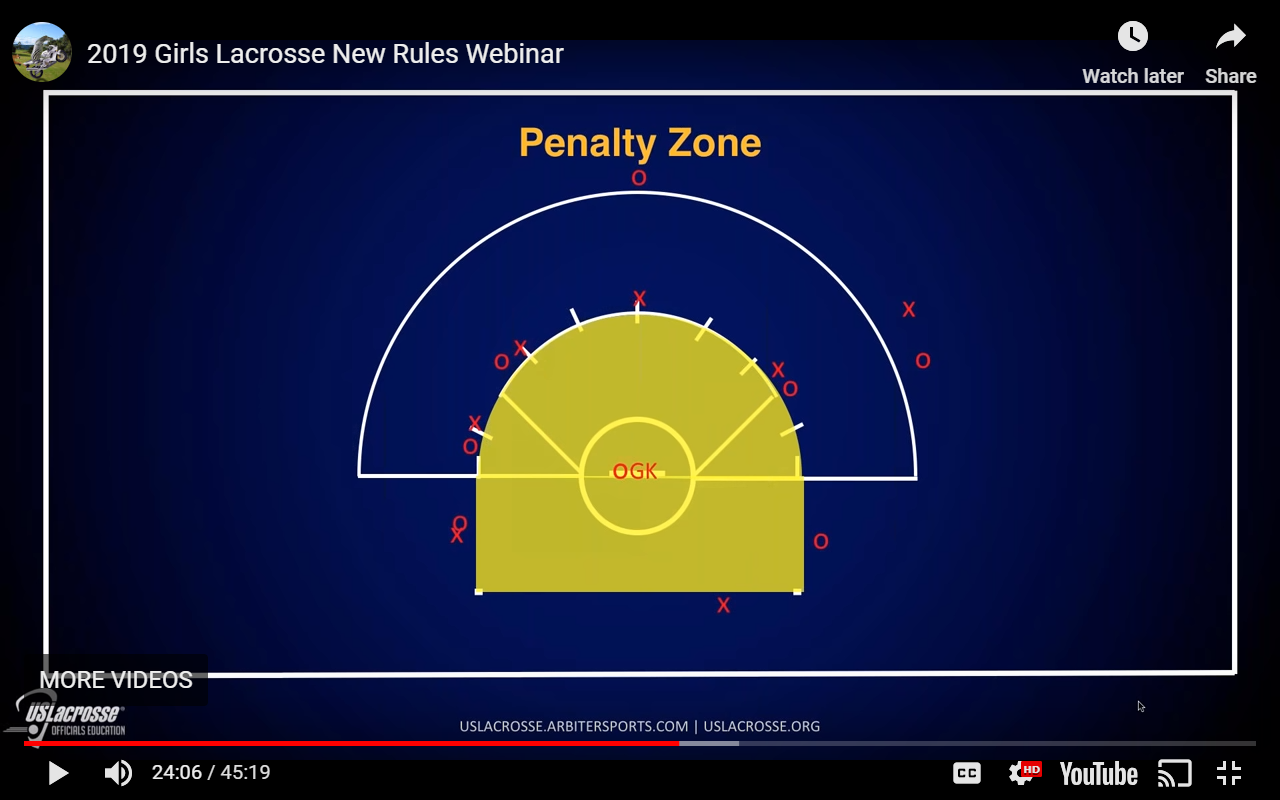 2019 Girls Lacrosse New Rules Webinar
Watch later
Share
Penalty Zone
O
X
X
X
O
O
X
O
X
O
X
O
OGK
O
X
O
X
MORE VIDEOS
USLacrosse
OFFICIALS EDUCATION
USLACROSSE.ARBITERSPORTS.COM | USLACROSSE.ORG
24:06 / 45:19
CC
HD
YouTube